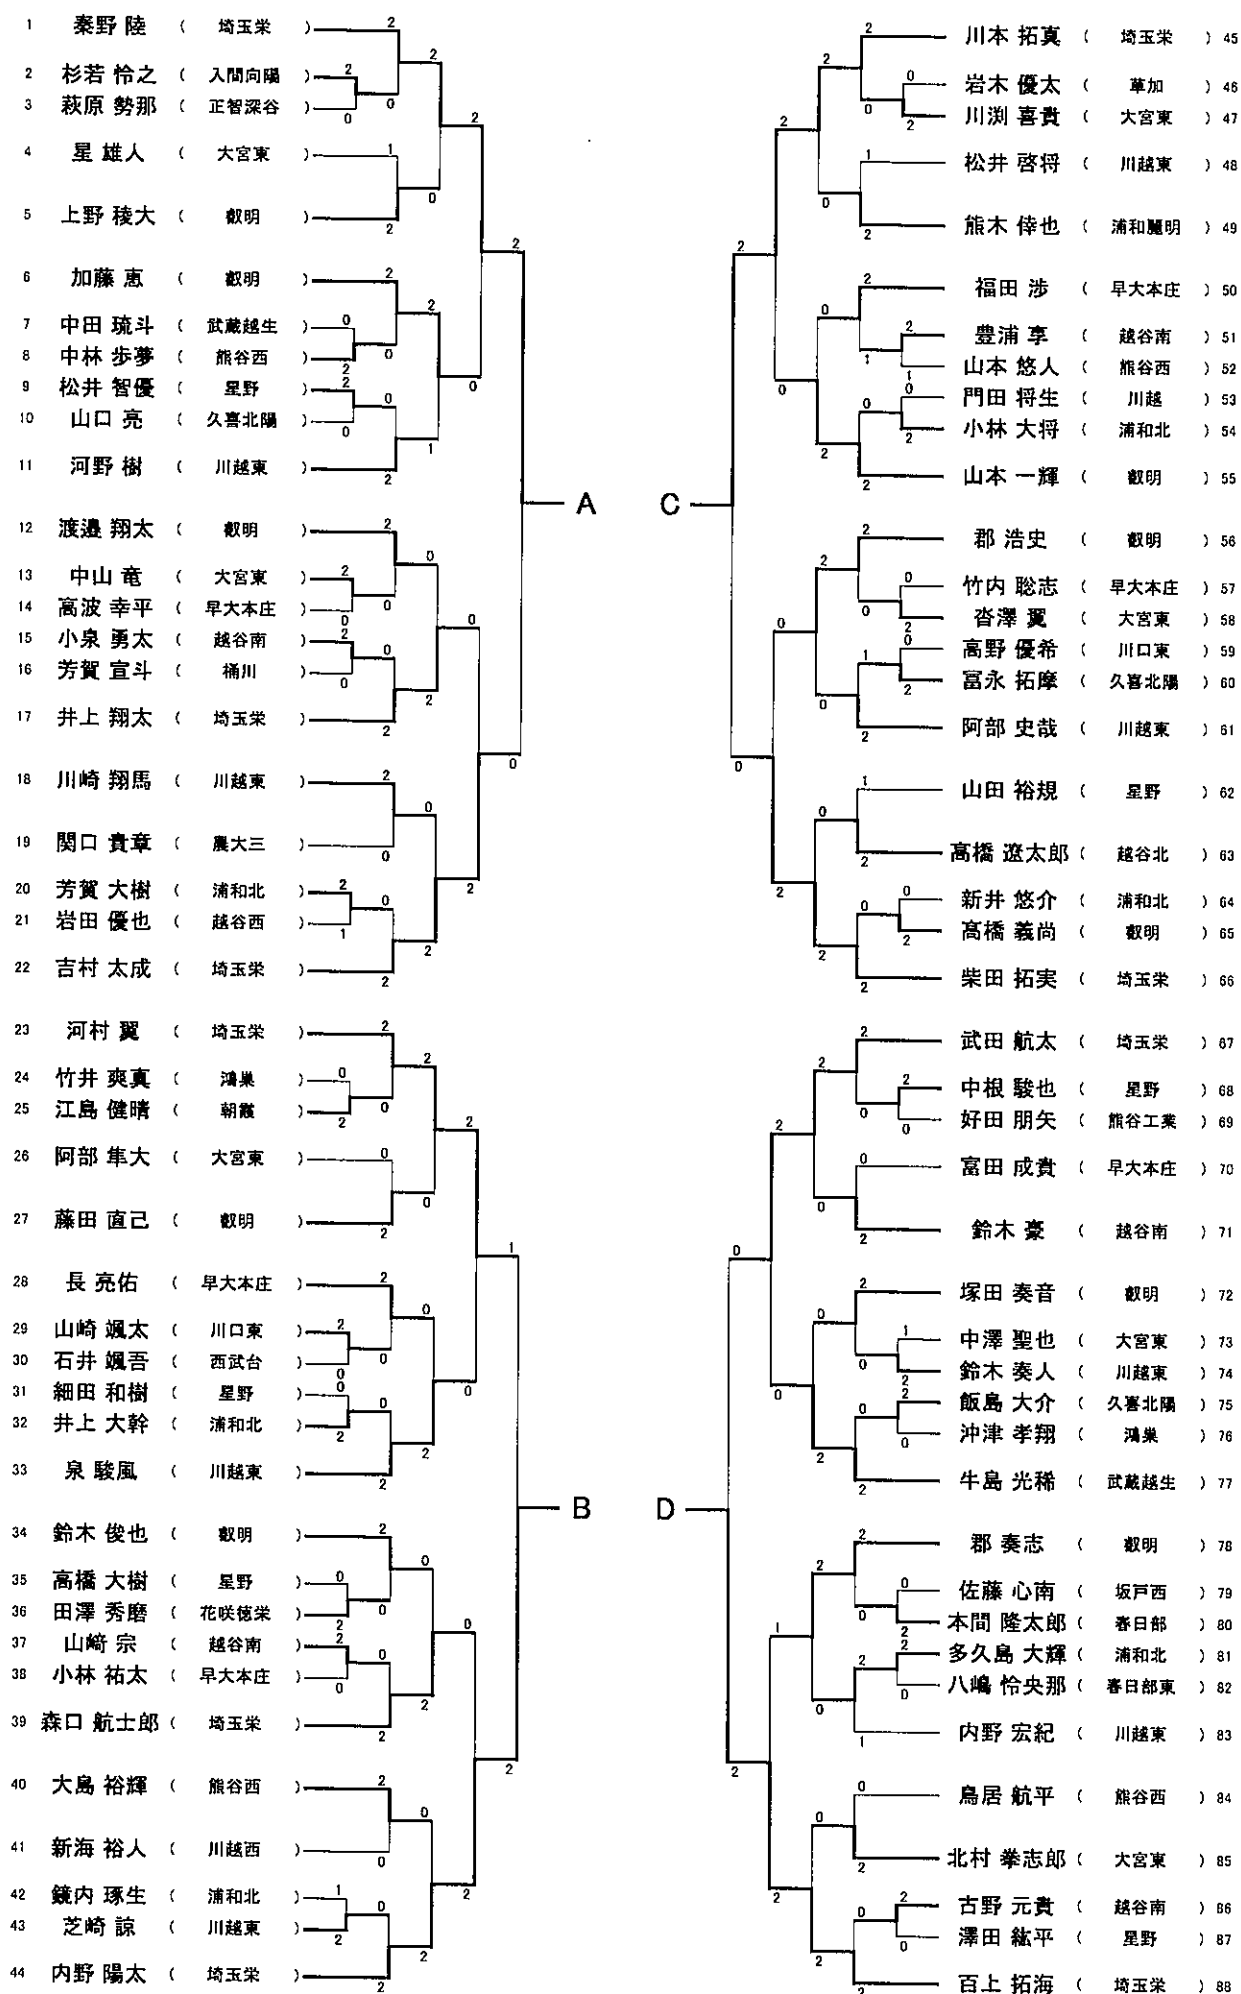 1 秦野 陸 ( 埼玉栄 )
2 杉若 怜之 ( 入間向陽 )
3 萩原 勢那 ( 正智深谷 )
4 星 雄人 ( 大宮東 )
5 上野 稜大 ( 叡明 )
6 加藤 恵 ( 叡明 )
7 中田 琉斗 ( 武蔵越生 )
8 中林 歩夢 ( 熊谷西 )
9 松井 智優 ( 星野 )
10 山口 亮 ( 久喜北陽 )
11 河野 樹 ( 川越東 )
12 渡邉 翔太 ( 叡明 )
13 中山 竜 ( 大宮東 )
14 高波 幸平 ( 早大本庄 )
15 小泉 勇太 ( 越谷南 )
16 芳賀 宣斗 ( 桶川 )
17 井上 翔太 ( 埼玉栄 )
18 川崎 翔馬 ( 川越東 )
19 関口 貴章 ( 農大三 )
20 芳賀 大樹 ( 浦和北 )
21 岩田 優也 ( 越谷西 )
22 吉村 太成 ( 埼玉栄 )
A
23 河村 翼 ( 埼玉栄 )
24 竹井 爽真 ( 鴻巣 )
25 江島 健晴 ( 朝霞 )
26 阿部 隼大 ( 大宮東 )
27 藤田 直己 ( 叡明 )
28 長 亮佑 ( 早大本庄 )
29 山崎 颯太 ( 川口東 )
30 石井 颯吾 ( 西武台 )
31 細田 和樹 ( 星野 )
32 井上 大幹 ( 浦和北 )
33 泉 駿風 ( 川越東 )
34 鈴木 俊也 ( 叡明 )
35 高橋 大樹 ( 星野 )
36 田澤 秀磨 ( 花咲徳栄 )
37 山﨑 宗 ( 越谷南 )
38 小林 祐太 ( 早大本庄 )
39 森口 航士郎 ( 埼玉栄 )
40 大島 裕輝 ( 熊谷西 )
41 新海 裕人 ( 川越西 )
42 鏡内 琢生 ( 浦和北 )
43 芝崎 諒 ( 川越東 )
44 内野 陽太 ( 埼玉栄 )
B
川本 拓真 ( 埼玉栄 ) 45
岩木 優太 ( 草加 ) 46
川渕 喜貴 ( 大宮東 ) 47
松井 啓将 ( 川越東 ) 48
熊木 倖也 ( 浦和麗明 ) 49
福田 渉 ( 早大本庄 ) 50
豊浦 享 ( 越谷南 ) 51
山本 悠人 ( 熊谷西 ) 52
門田 将生 ( 川越 ) 53
小林 大将 ( 浦和北 ) 54
山本 一輝 ( 叡明 ) 55
郡 浩史 ( 叡明 ) 56
竹内 聡志 ( 早大本庄 ) 57
沓澤 翼 ( 大宮東 ) 58
高野 優希 ( 川口東 ) 59
冨永 拓摩 ( 久喜北陽 ) 60
阿部 史哉 ( 川越東 ) 61
山田 裕規 ( 星野 ) 62
高橋 遼太郎 ( 越谷北 ) 63
新井 悠介 ( 浦和北 ) 64
髙橋 義尚 ( 叡明 ) 65
柴田 拓実 ( 埼玉栄 ) 66
C
武田 航太 ( 埼玉栄 ) 67
中根 駿也 ( 星野 ) 68
好田 朋矢 ( 熊谷工業 ) 69
富田 成貴 ( 早大本庄 ) 70
鈴木 豪 ( 越谷南 ) 71
塚田 奏音 ( 叡明 ) 72
中澤 聖也 ( 大宮東 ) 73
鈴木 奏人 ( 川越東 ) 74
飯島 大介 ( 久喜北陽 ) 75
沖津 孝翔 ( 鴻巣 ) 76
牛島 光稀 ( 武蔵越生 ) 77
郡 奏志 ( 叡明 ) 78
佐藤 心南 ( 坂戸西 ) 79
本間 隆太郎 ( 春日部 ) 80
多久島 大輝 ( 浦和北 ) 81
八嶋 怜央那 ( 春日部東 ) 82
内野 宏紀 ( 川越東 ) 83
鳥居 航平 ( 熊谷西 ) 84
北村 拳志郎 ( 大宮東 ) 85
古野 元貴 ( 越谷南 ) 86
澤田 紘平 ( 星野 ) 87
百上 拓海 ( 埼玉栄 ) 88
D